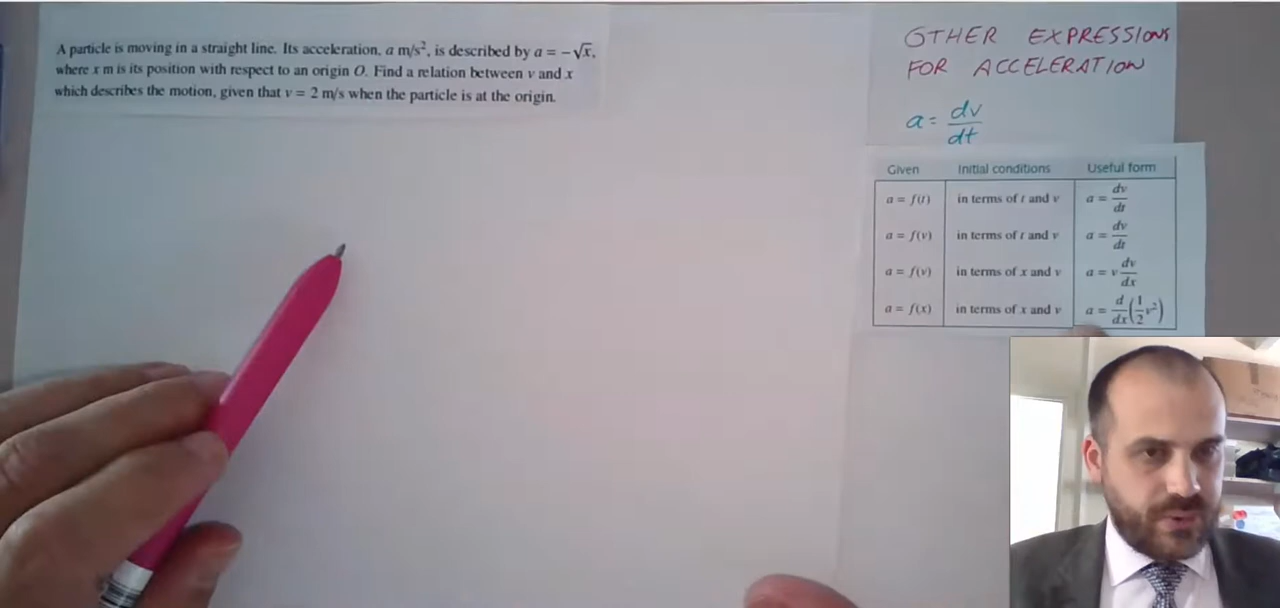 A particle is moving in a straight line. Its acceleration, a m/s², is described by a = −√x,
where x m is its position with respect to an origin O. Find a relation between v and x
which describes the motion, given that v = 2 m/s when the particle is at the origin.
OTHER EXPRESSIONS
FOR ACCELERATION
a = dv/dt
Given Initial conditions Useful form
a = f(t) in terms of t and v a = dv/dt
a = f(v) in terms of t and v a = dv/dt
a = f(v) in terms of x and v a = v dv/dx
a = f(x) in terms of x and v a = d/dx(1/2 v²)